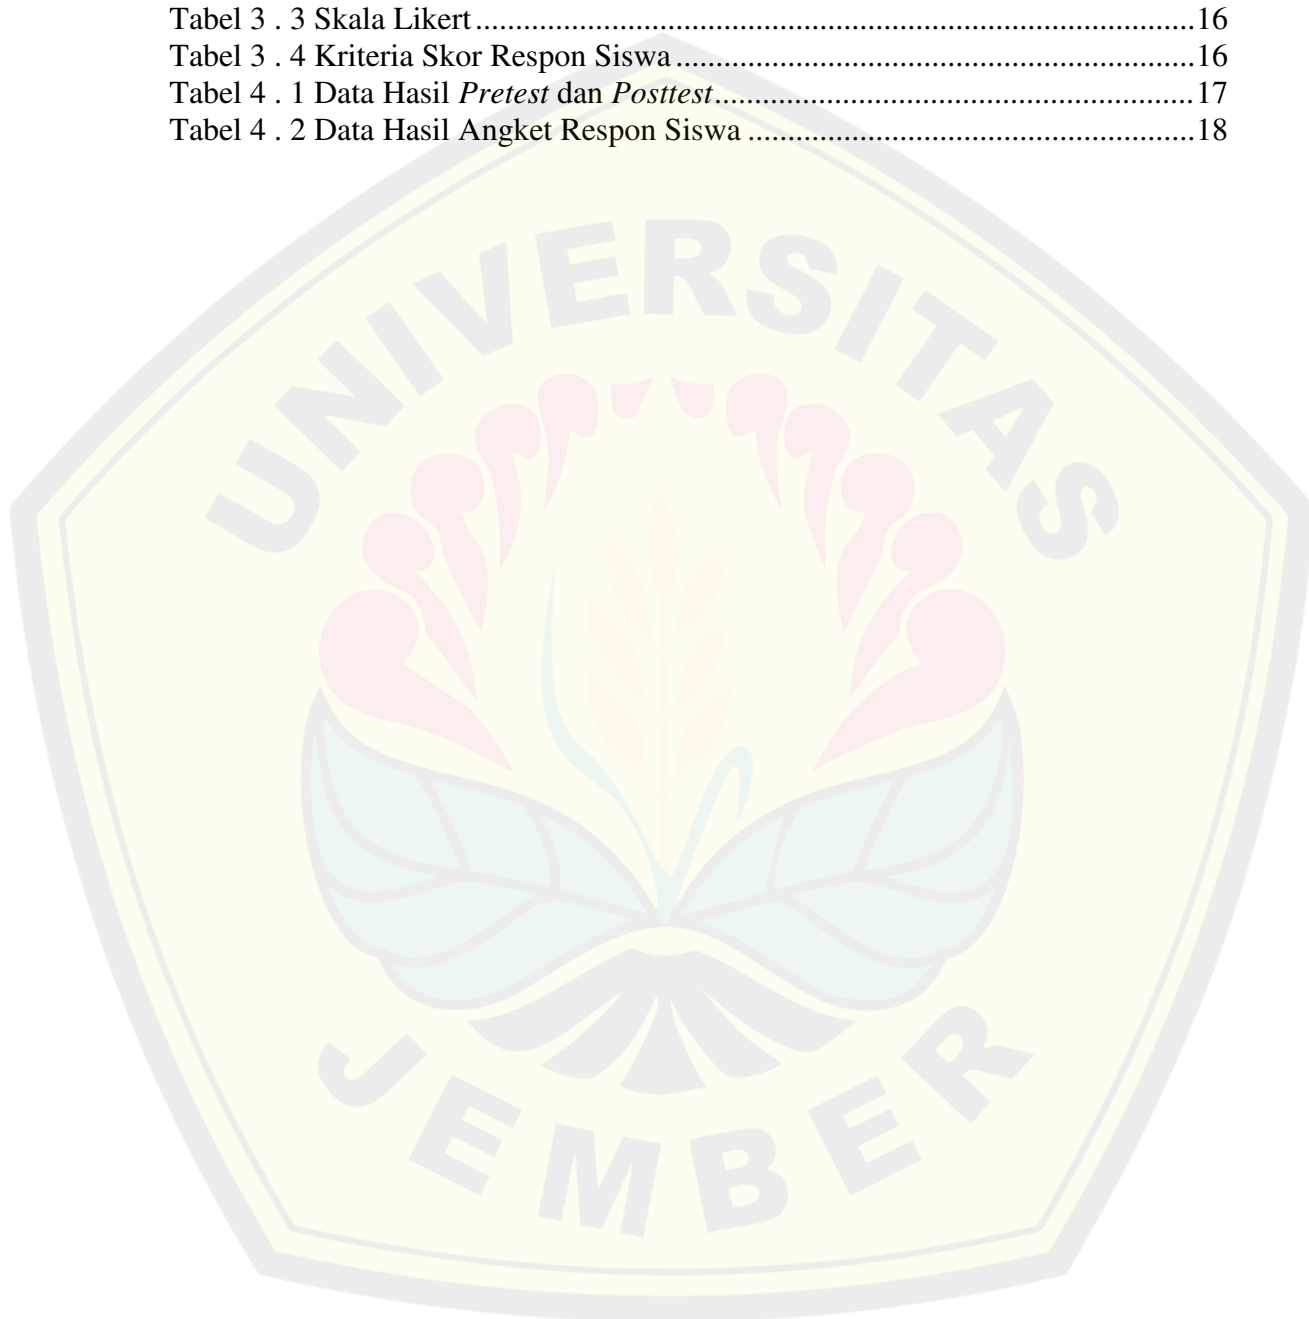 Tabel 3 . 3 Skala Likert..........................................................................................16
Tabel 3 . 4 Kriteria Skor Respon Siswa.................................................................16
Tabel 4 . 1 Data Hasil Pretest dan Posttest............................................................17
Tabel 4 . 2 Data Hasil Angket Respon Siswa ........................................................18
UNIVERSITAS
JEMBER